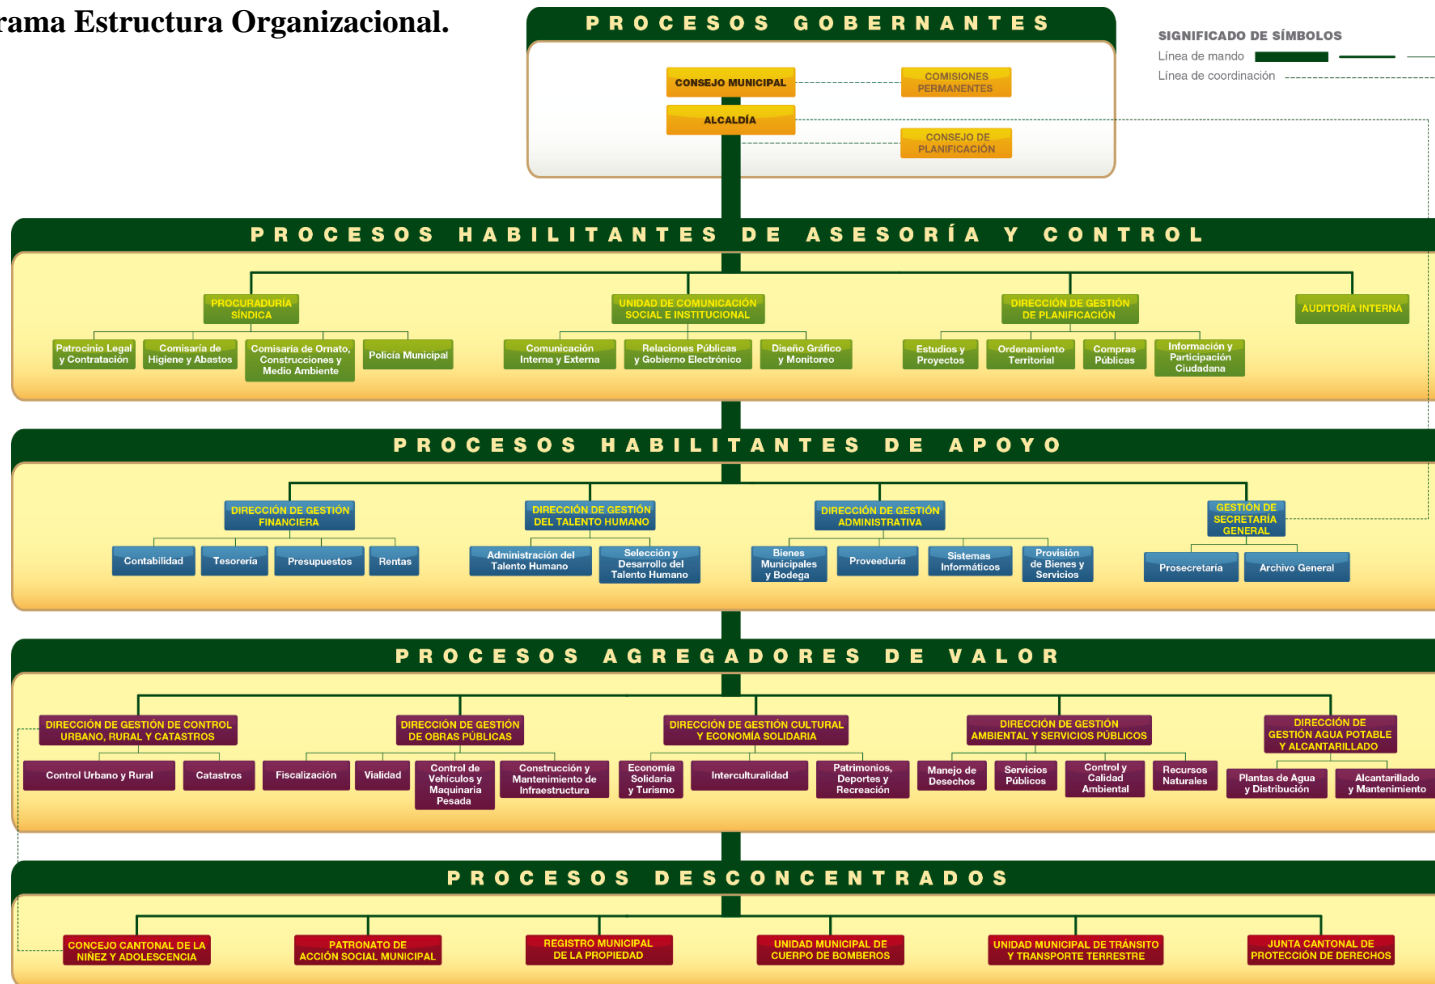 rama Estructura Organizacional.
PROCESOS GOBERNANTES
SIGNIFICADO DE SÍMBOLOS
Línea de mando
Línea de coordinación
CONSEJO MUNICIPAL
COMISIONES
PERMANENTES
ALCALDÍA
CONSEJO DE
PLANIFICACIÓN
PROCESOS HABILITANTES DE ASESORÍA Y CONTROL
PROCURADURÍA
SÍNDICA
UNIDAD DE COMUNICACIÓN
SOCIAL E INSTITUCIONAL
DIRECCIÓN DE GESTIÓN
DE PLANIFICACIÓN
AUDITORÍA INTERNA
Patrocinio Legal
y Contratación
Comisaría de
Higiene y Abastos
Comisaría de Ornato,
Construcciones y
Medio Ambiente
Policía Municipal
Comunicación
Interna y Externa
Relaciones Públicas
y Gobierno Electrónico
Diseño Gráfico
y Monitoreo
Estudios y
Proyectos
Ordenamiento
Territorial
Compras
Públicas
Información y
Participación
Ciudadana
PROCESOS HABILITANTES DE APOYO
DIRECCIÓN DE GESTIÓN
FINANCIERA
DIRECCIÓN DE GESTIÓN
DEL TALENTO HUMANO
DIRECCIÓN DE GESTIÓN
ADMINISTRATIVA
GESTIÓN DE
SECRETARÍA
GENERAL
Contabilidad
Tesorería
Presupuestos
Rentas
Administración del
Talento Humano
Selección y
Desarrollo del
Talento Humano
Bienes
Municipales
y Bodega
Proveeduría
Sistemas
Informáticos
Provisión
de Bienes y
Servicios
Prosecretaría
Archivo General
PROCESOS AGREGADORES DE VALOR
DIRECCIÓN DE GESTIÓN DE CONTROL
URBANO, RURAL Y CATASTROS
DIRECCIÓN DE GESTIÓN
DE OBRAS PÚBLICAS
DIRECCIÓN DE GESTIÓN CULTURAL
Y ECONOMÍA SOLIDARIA
DIRECCIÓN DE GESTIÓN
AMBIENTAL Y SERVICIOS PÚBLICOS
DIRECCIÓN DE
GESTIÓN AGUA POTABLE
Y ALCANTARILLADO
Control Urbano y Rural
Catastros
Fiscalización
Vialidad
Control de
Vehículos y
Maquinaria
Pesada
Construcción y
Mantenimiento de
Infraestructura
Economía
Solidaria
y Turismo
Interculturalidad
Patrimonios,
Deportes y
Recreación
Manejo de
Desechos
Servicios
Públicos
Control y
Calidad
Ambiental
Recursos
Naturales
Plantas de Agua
y Distribución
Alcantarillado
y Mantenimiento
PROCESOS DESCONCENTRADOS
CONCEJO CANTONAL DE LA
NIÑEZ Y ADOLESCENCIA
PATRONATO DE
ACCIÓN SOCIAL MUNICIPAL
REGISTRO MUNICIPAL
DE LA PROPIEDAD
UNIDAD MUNICIPAL DE
CUERPO DE BOMBEROS
UNIDAD MUNICIPAL DE TRÁNSITO
Y TRANSPORTE TERRESTRE
JUNTA CANTONAL DE
PROTECCIÓN DE DERECHOS